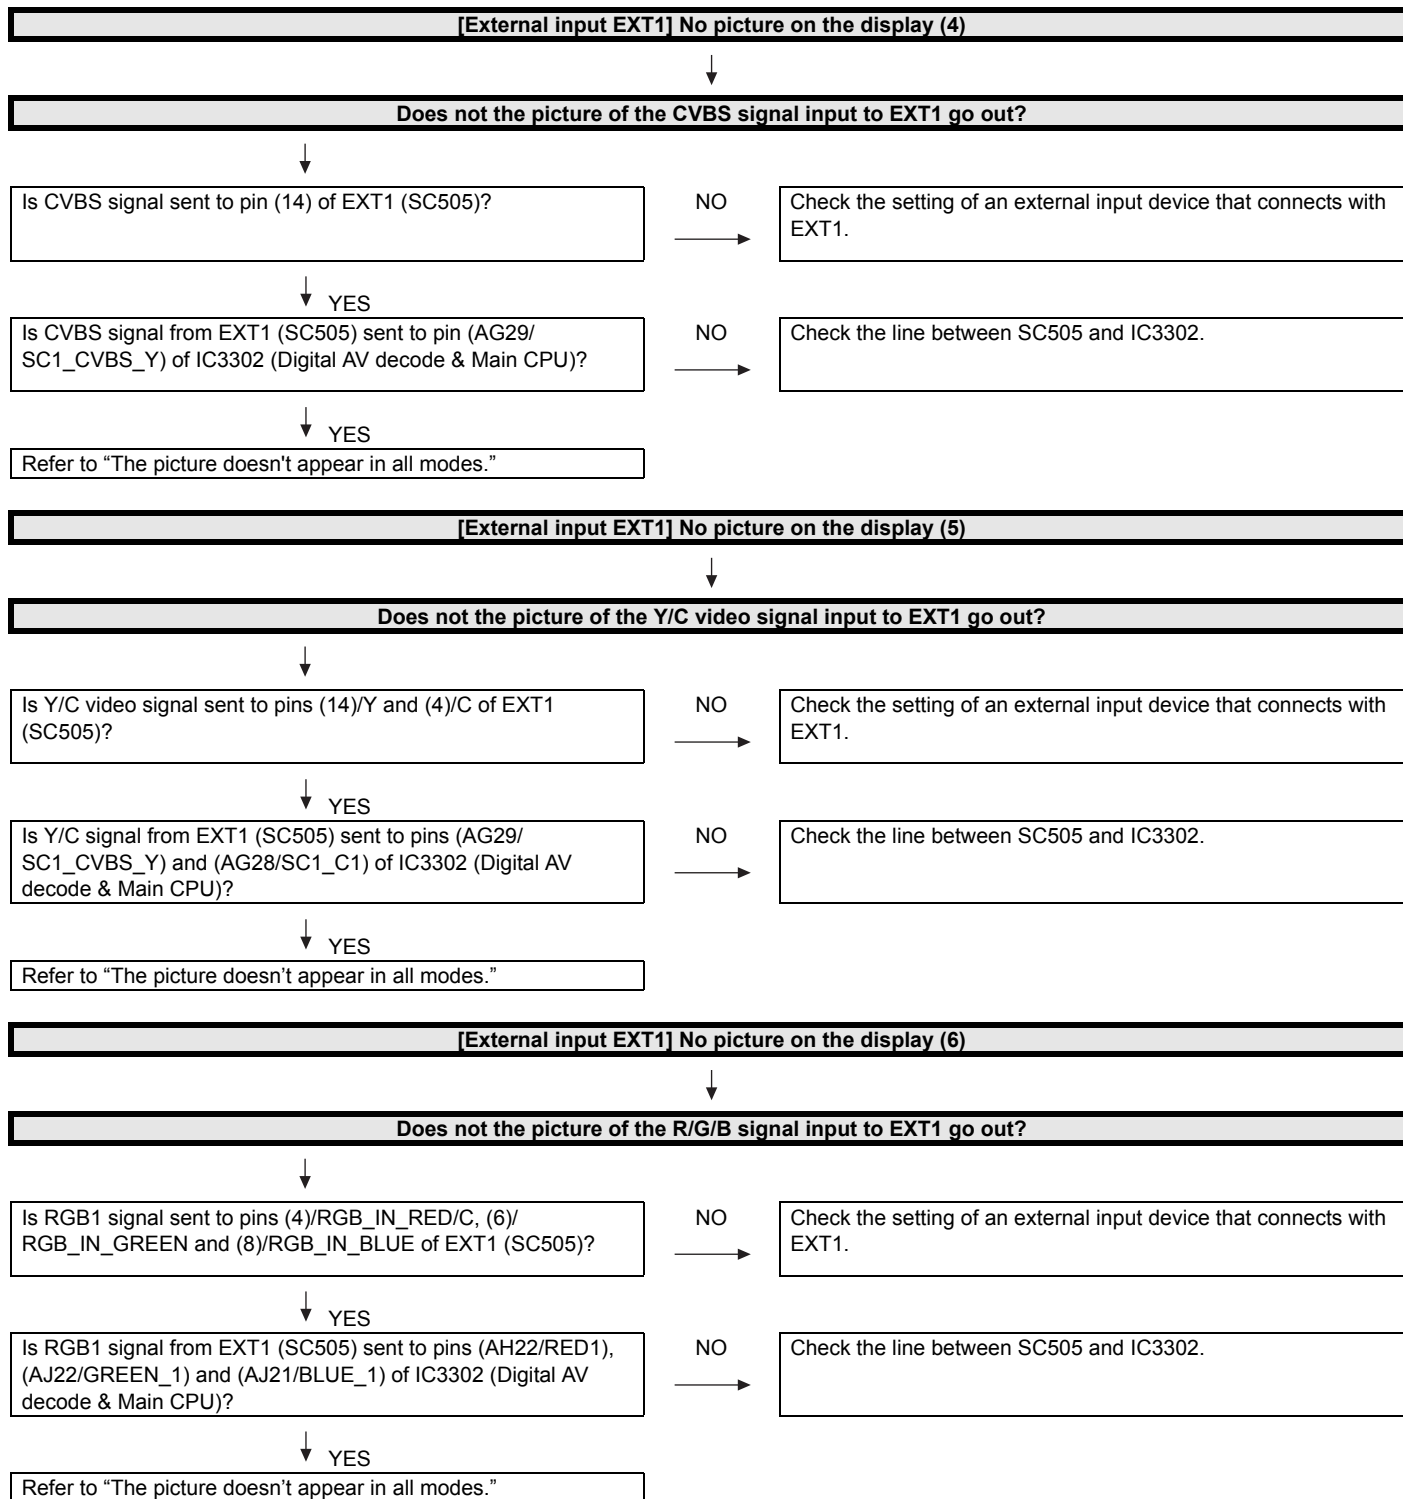 [External input EXT1] No picture on the display (4)
Does not the picture of the CVBS signal input to EXT1 go out?
Is CVBS signal sent to pin (14) of EXT1 (SC505)?
NO
Check the setting of an external input device that connects with
EXT1.
YES
Is CVBS signal from EXT1 (SC505) sent to pin (AG29/
SC1_CVBS_Y) of IC3302 (Digital AV decode & Main CPU)?
NO
Check the line between SC505 and IC3302.
YES
Refer to “The picture doesn't appear in all modes.”
[External input EXT1] No picture on the display (5)
Does not the picture of the Y/C video signal input to EXT1 go out?
Is Y/C video signal sent to pins (14)/Y and (4)/C of EXT1
(SC505)?
NO
Check the setting of an external input device that connects with
EXT1.
YES
Is Y/C signal from EXT1 (SC505) sent to pins (AG29/
SC1_CVBS_Y) and (AG28/SC1_C1) of IC3302 (Digital AV
decode & Main CPU)?
NO
Check the line between SC505 and IC3302.
YES
Refer to “The picture doesn’t appear in all modes.”
[External input EXT1] No picture on the display (6)
Does not the picture of the R/G/B signal input to EXT1 go out?
Is RGB1 signal sent to pins (4)/RGB_IN_RED/C, (6)/
RGB_IN_GREEN and (8)/RGB_IN_BLUE of EXT1 (SC505)?
NO
Check the setting of an external input device that connects with
EXT1.
YES
Is RGB1 signal from EXT1 (SC505) sent to pins (AH22/RED1),
(AJ22/GREEN_1) and (AJ21/BLUE_1) of IC3302 (Digital AV
decode & Main CPU)?
NO
Check the line between SC505 and IC3302.
YES
Refer to “The picture doesn’t appear in all modes.”